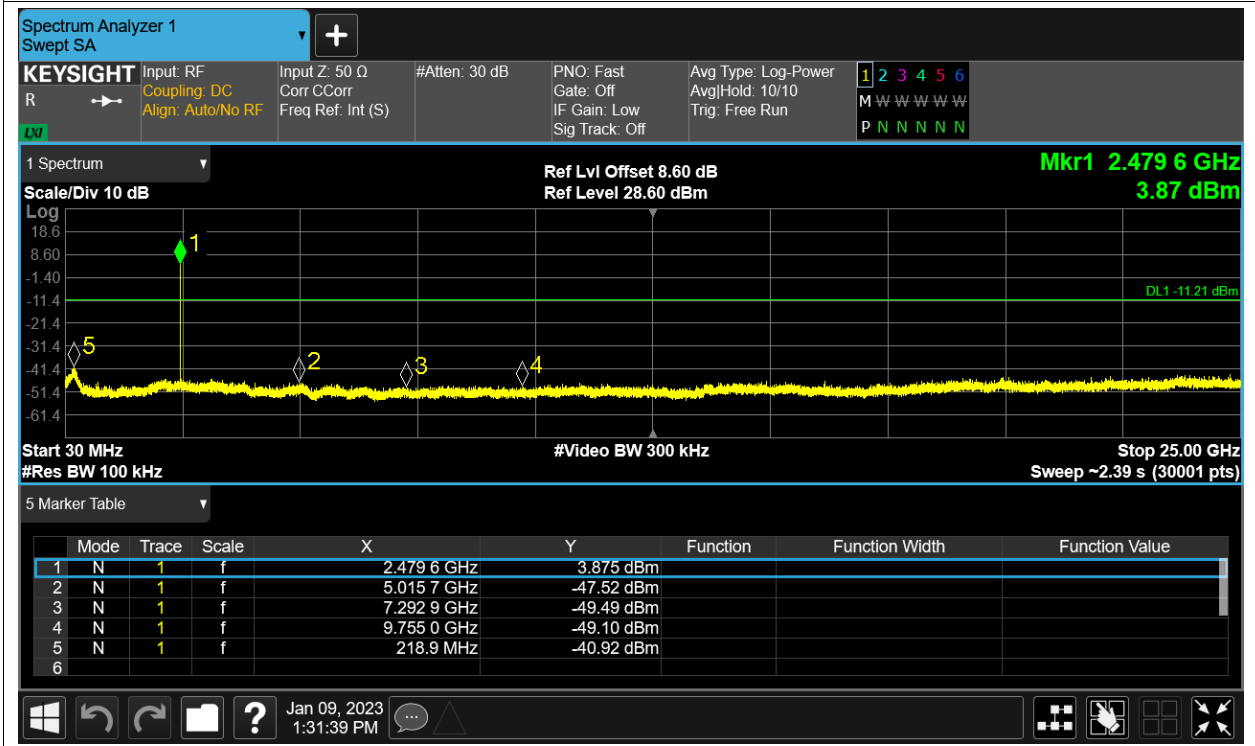 Spectrum Analyzer 1
Swept SA
KEYSIGHT Input: RF Input Z: 50 Ω #Atten: 30 dB PNO: Fast Avg Type: Log-Power 1 2 3 4 5 6
R Coupling: DC Corr CCorr Gate: Off Avg|Hold: 10/10 M W W W W W
Align: Auto/No RF Freq Ref: Int (S) IF Gain: Low Trig: Free Run
LXI Sig Track: Off P N N N N N
1 Spectrum Ref Lvl Offset 8.60 dB Mkr1 2.479 6 GHz
Scale/Div 10 dB Ref Level 28.60 dBm 3.87 dBm
Log
18.6
1
8.60
-1.40
DL1 -11.21 dBm
-11.4
-21.4
-31.4
5
2 3 4
-41.4
-51.4
-61.4
Start 30 MHz #Video BW 300 kHz Stop 25.00 GHz
#Res BW 100 kHz Sweep ~2.39 s (30001 pts)
5 Marker Table
Mode Trace Scale X Y Function Function Width Function Value
1 N 1 f 2.479 6 GHz 3.875 dBm
2 N 1 f 5.015 7 GHz -47.52 dBm
3 N 1 f 7.292 9 GHz -49.49 dBm
4 N 1 f 9.755 0 GHz -49.10 dBm
5 N 1 f 218.9 MHz -40.92 dBm
6
? Jan 09, 2023
1:31:39 PM